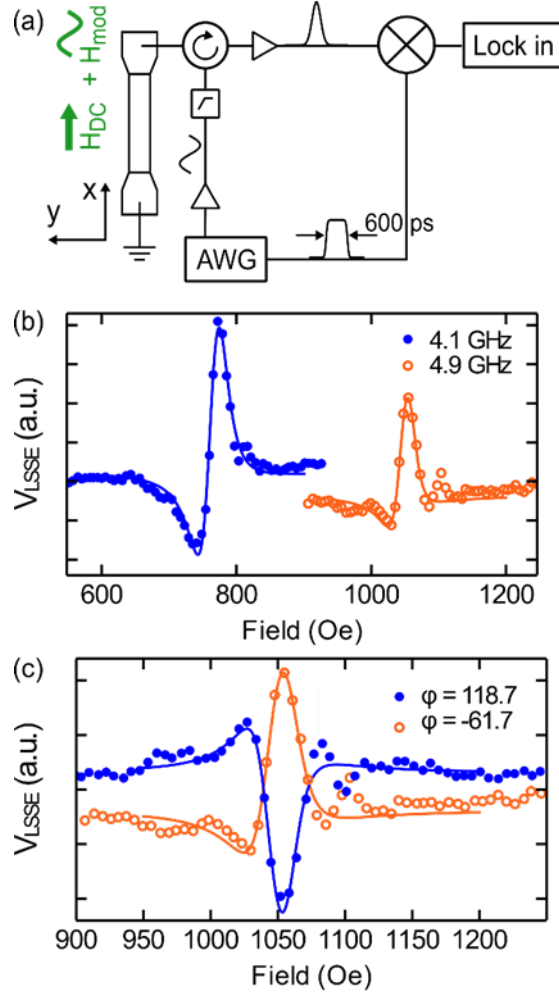 (a)
H_DC + H_mod
Lock in
x
y
600 ps
AWG
(b)
4.1 GHz
4.9 GHz
V_LSSE (a.u.)
600 800 1000 1200
Field (Oe)
(c)
φ = 118.7
φ = -61.7
V_LSSE (a.u.)
900 950 1000 1050 1100 1150 1200
Field (Oe)